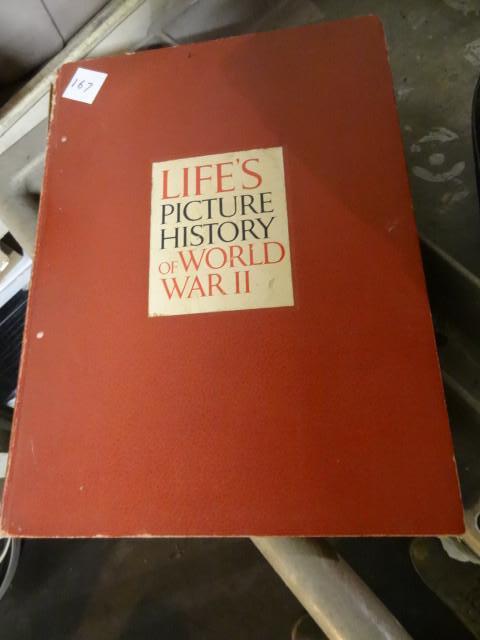 167
LIFE'S
PICTURE
HISTORY
OF WORLD
WAR II